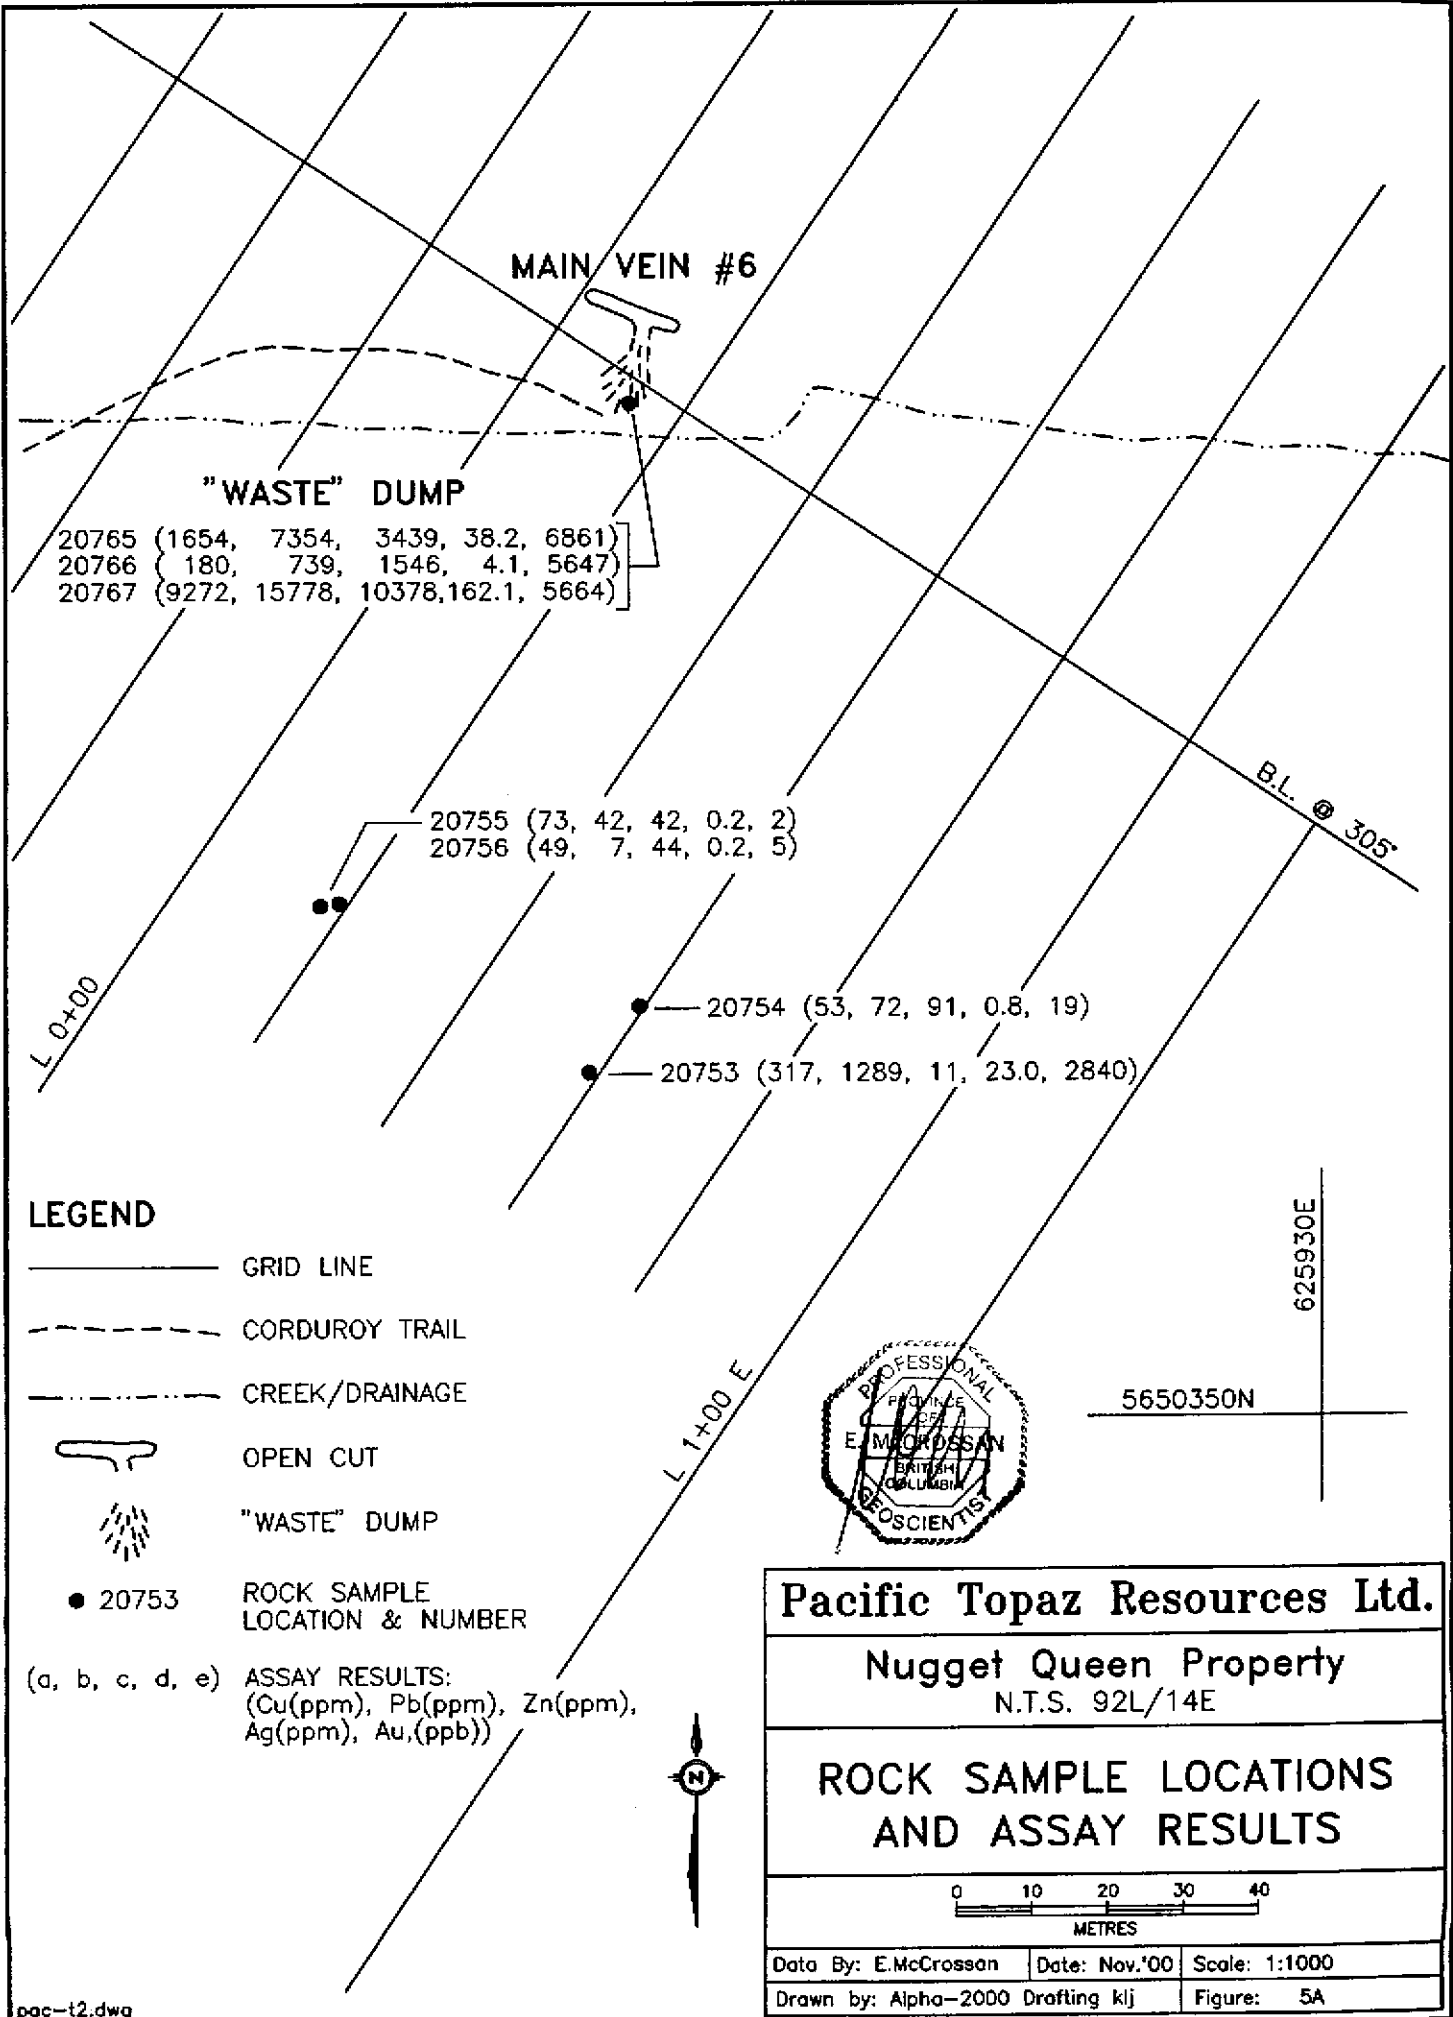 MAIN VEIN #6
"WASTE" DUMP
20765 (1654, 7354, 3439, 38.2, 6861)
20766 ( 180, 739, 1546, 4.1, 5647)
20767 (9272, 15778, 10378,162.1, 5664)
B.L. @ 305°
20755 (73, 42, 42, 0.2, 2)
20756 (49, 7, 44, 0.2, 5)
L 0+00
20754 (53, 72, 91, 0.8, 19)
20753 (317, 1289, 11, 23.0, 2840)
LEGEND
GRID LINE
CORDUROY TRAIL
CREEK/DRAINAGE
OPEN CUT
"WASTE" DUMP
20753 ROCK SAMPLE
LOCATION & NUMBER
(a, b, c, d, e) ASSAY RESULTS:
(Cu(ppm), Pb(ppm), Zn(ppm),
Ag(ppm), Au,(ppb))
L 1+00 E
625930E
5650350N
PROFESSIONAL
PROVINCE
OF
E. McCROSSAN
BRITISH
COLUMBIA
GEOSCIENTIST
N
Pacific Topaz Resources Ltd.
Nugget Queen Property
N.T.S. 92L/14E
ROCK SAMPLE LOCATIONS
AND ASSAY RESULTS
0 10 20 30 40
METRES
Data By: E.McCrossan Date: Nov.'00 Scale: 1:1000
Drawn by: Alpha-2000 Drafting klj Figure: 5A
pac-t2.dwg